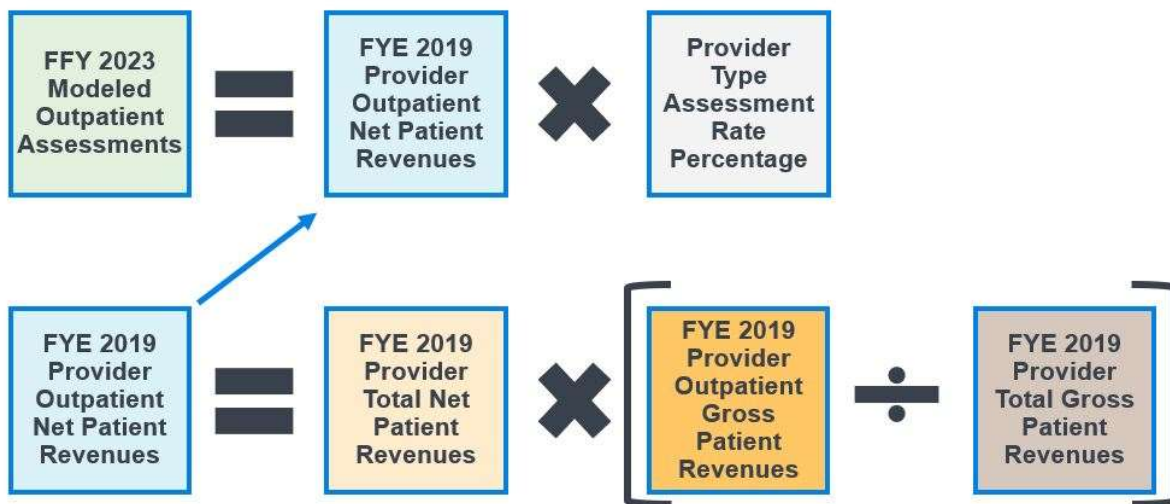 FFY 2023
Modeled
Outpatient
Assessments
FYE 2019
Provider
Outpatient
Net Patient
Revenues
Provider
Type
Assessment
Rate
Percentage
FYE 2019
Provider
Outpatient
Net Patient
Revenues
FYE 2019
Provider
Total Net
Patient
Revenues
FYE 2019
Provider
Outpatient
Gross
Patient
Revenues
FYE 2019
Provider
Total Gross
Patient
Revenues